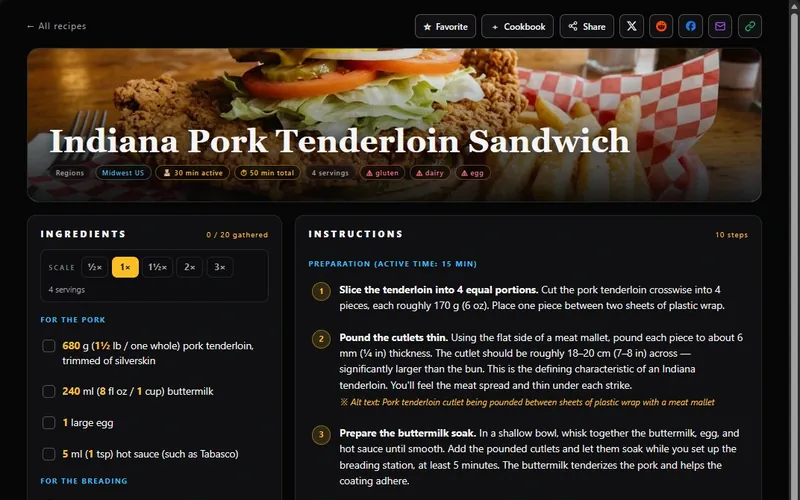 ← All recipes
★ Favorite
+ Cookbook
Share
Indiana Pork Tenderloin Sandwich
Regions
Midwest US
30 min active
⏱ 50 min total
4 servings
⚠ gluten
⚠ dairy
⚠ egg
INGREDIENTS
0 / 20 gathered
SCALE
½×
1×
1½×
2×
3×
4 servings
FOR THE PORK
680 g (1½ lb / one whole) pork tenderloin,
trimmed of silverskin
240 ml (8 fl oz / 1 cup) buttermilk
1 large egg
5 ml (1 tsp) hot sauce (such as Tabasco)
FOR THE BREADING
INSTRUCTIONS
10 steps
PREPARATION (ACTIVE TIME: 15 MIN)
1
Slice the tenderloin into 4 equal portions. Cut the pork tenderloin crosswise into 4
pieces, each roughly 170 g (6 oz). Place one piece between two sheets of plastic wrap.
2
Pound the cutlets thin. Using the flat side of a meat mallet, pound each piece to about 6
mm (¼ in) thickness. The cutlet should be roughly 18–20 cm (7–8 in) across —
significantly larger than the bun. This is the defining characteristic of an Indiana
tenderloin. You'll feel the meat spread and thin under each strike.
※ Alt text: Pork tenderloin cutlet being pounded between sheets of plastic wrap with a meat mallet
3
Prepare the buttermilk soak. In a shallow bowl, whisk together the buttermilk, egg, and
hot sauce until smooth. Add the pounded cutlets and let them soak while you set up the
breading station, at least 5 minutes. The buttermilk tenderizes the pork and helps the
coating adhere.